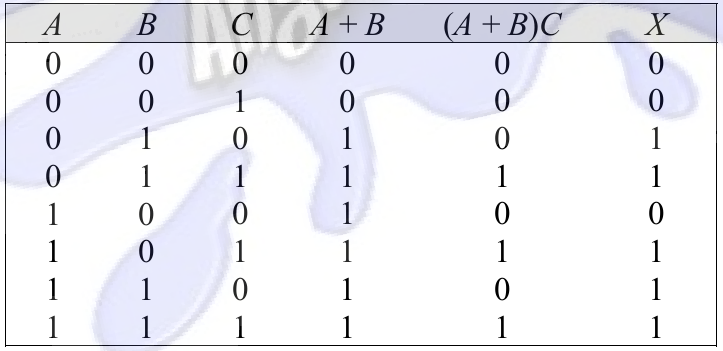 A B C A + B (A + B)C X
0 0 0 0 0 0
0 0 1 0 0 0
0 1 0 1 0 1
0 1 1 1 1 1
1 0 0 1 0 0
1 0 1 1 1 1
1 1 0 1 0 1
1 1 1 1 1 1